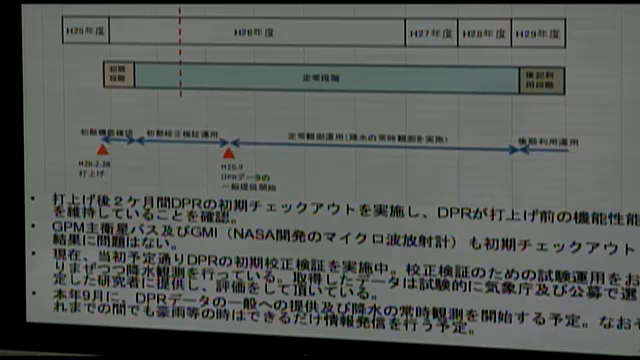 H25年度
H26年度
H27年度
H28年度
H29年度
初期
段階
定常段階
後記利
用段階
初期機能確認
初期校正検証運用
定常観測運用(降水の常時観測を実施)
後期利用運用
H26.2.28
打上げ
H26.9
DPRデータの
一般提供開始
• 打上げ後２ケ月間DPRの初期チェックアウトを実施し、DPRが打上げ前の機能性能
を維持していることを確認。
• GPM主衛星バス及びGMI（NASA開発のマイクロ波放射計）も初期チェックアウト
結果に問題はない。
• 現在、当初予定通りDPRの初期校正検証を実施中。校正検証のための試験運用をお
りまぜつつ降水観測を行っている。取得したデータは試験的に気象庁及び公募で選
定した研究者に提供し、評価をして頂いている。
• 本年9月に、DPRデータの一般への提供及び降水の常時観測を開始する予定。なおそ
れまでの間でも豪雨等の時はできるだけ情報発信を行う予定。